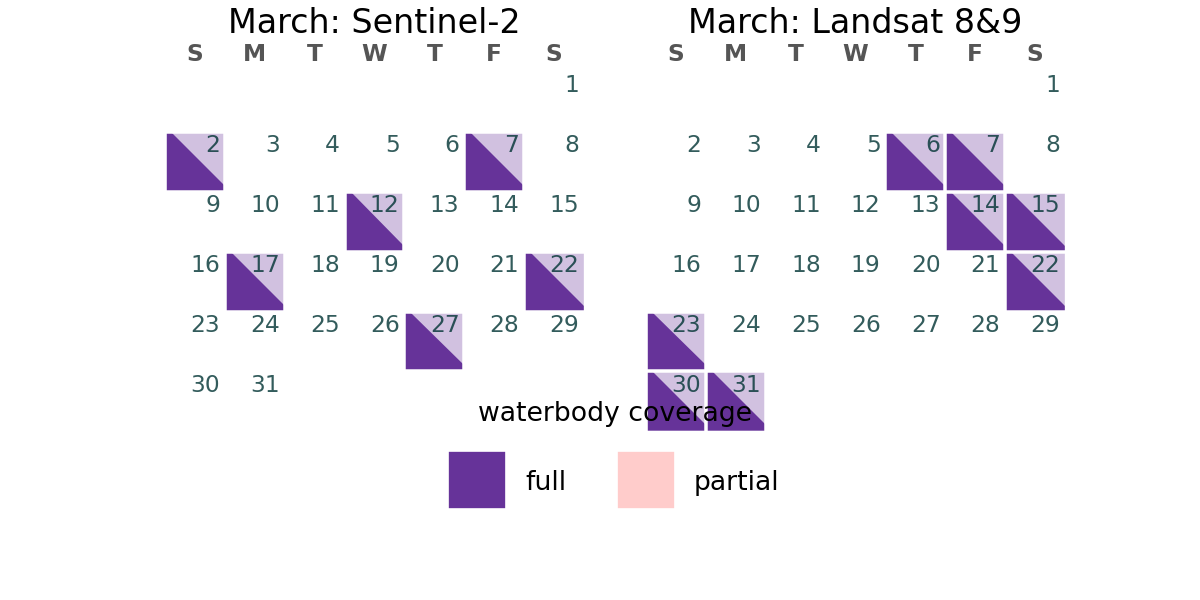 March: Sentinel-2
S M T W T F S
1
2 3 4 5 6 7 8
9 10 11 12 13 14 15
16 17 18 19 20 21 22
23 24 25 26 27 28 29
30 31
March: Landsat 8&9
S M T W T F S
1
2 3 4 5 6 7 8
9 10 11 12 13 14 15
16 17 18 19 20 21 22
23 24 25 26 27 28 29
30 31
waterbody coverage
full
partial